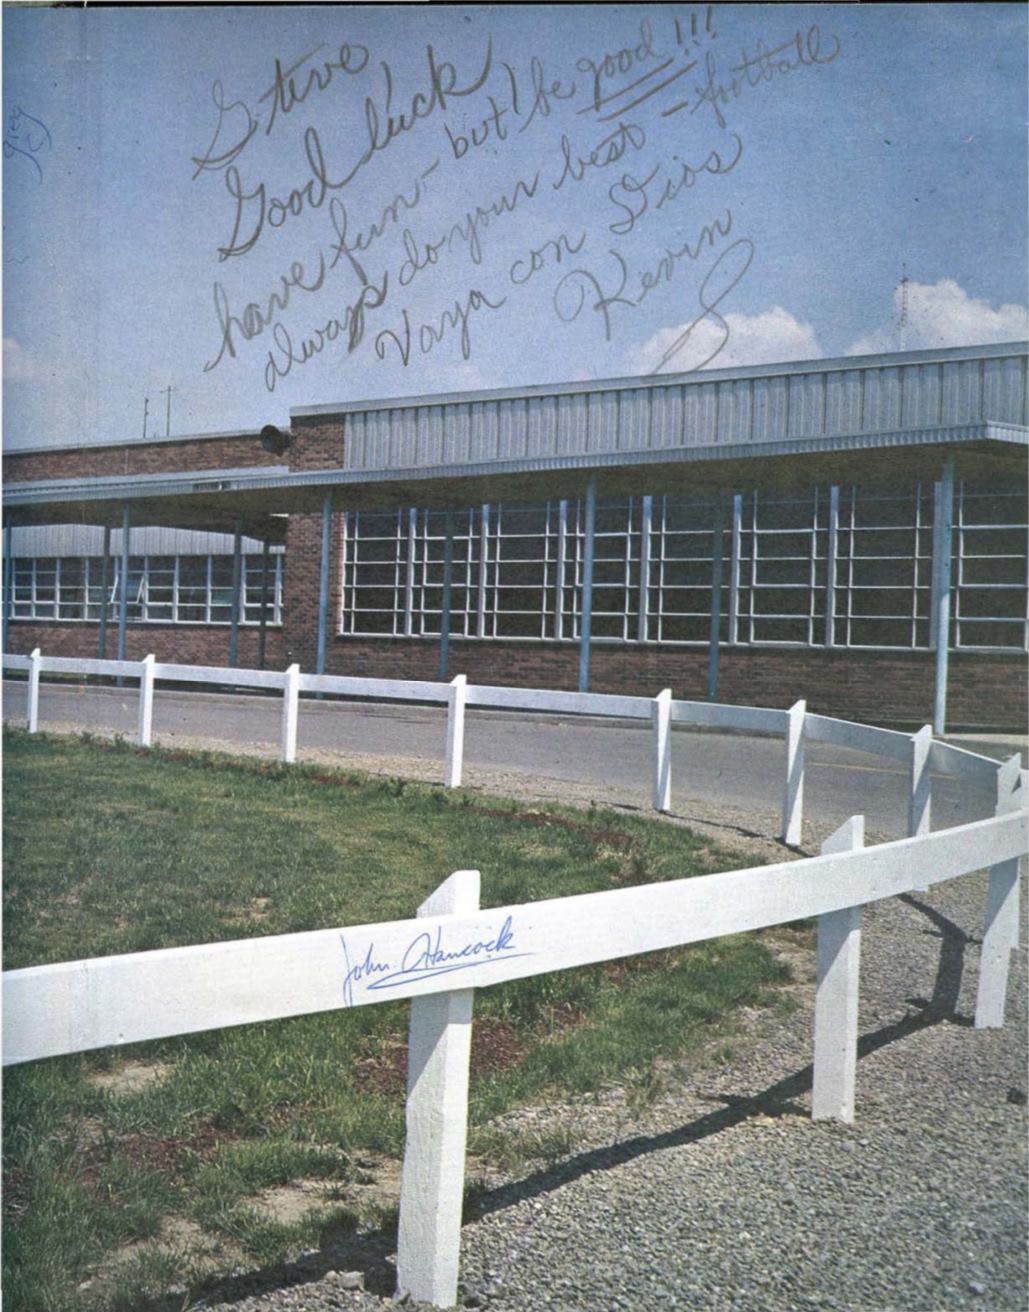 Steve
Good luck
have fun - but be good!!!
always do your best - football
Vaya con Dios
Kevin
John Hancock